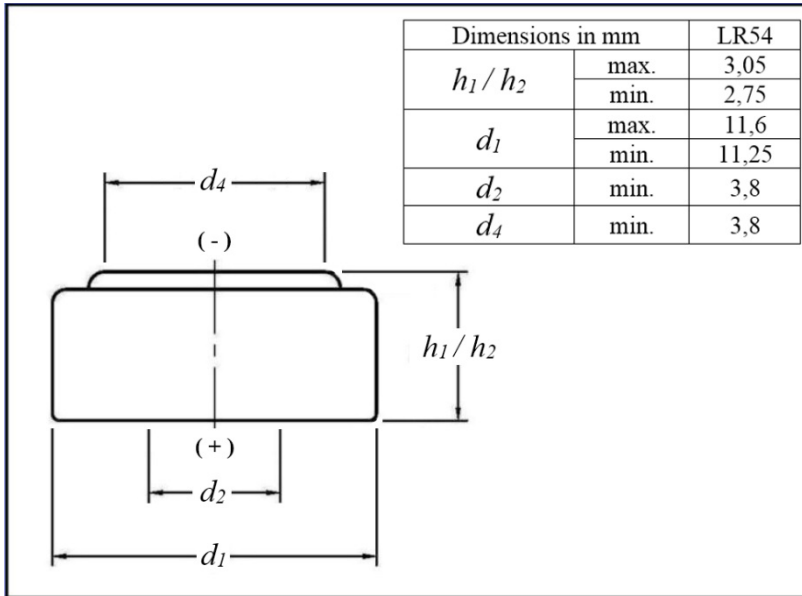 Dimensions in mm LR54
h1 / h2 max. 3,05
min. 2,75
d1 max. 11,6
min. 11,25
d2 min. 3,8
d4 min. 3,8
d4
(-)
h1 / h2
(+)
d2
d1